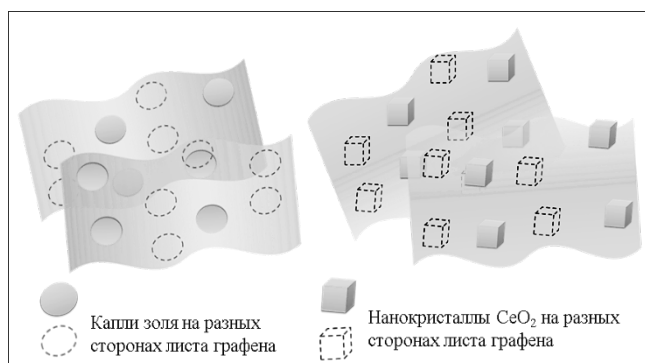 Капли золя на разных
сторонах листа графена
Нанокристаллы CeO₂ на разных
сторонах листа графена